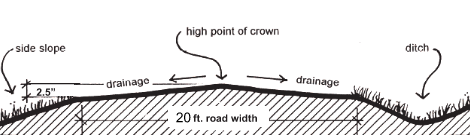 high point of crown
side slope
ditch
drainage
drainage
2.5"
20 ft. road width